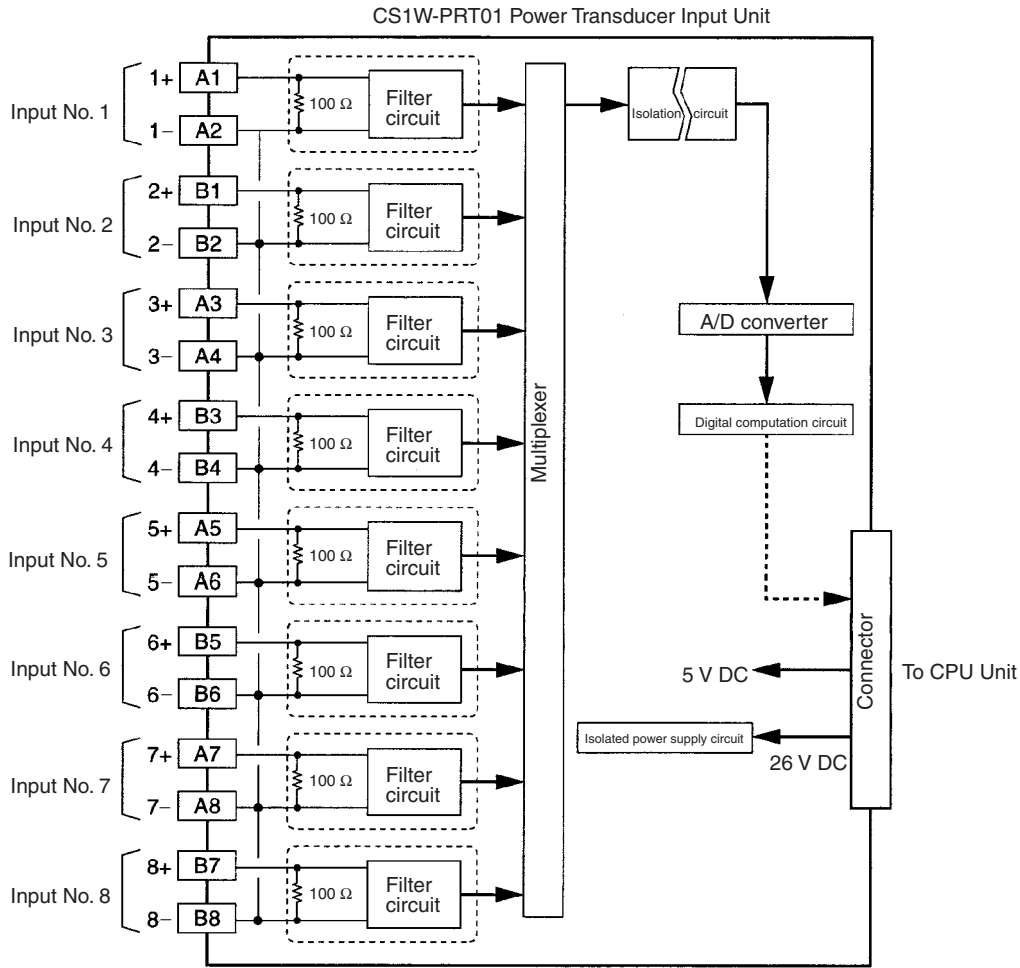 CS1W-PRT01 Power Transducer Input Unit
Input No. 1
1+
A1
1−
A2
100 Ω
Filter circuit
Input No. 2
2+
B1
2−
B2
100 Ω
Filter circuit
Input No. 3
3+
A3
3−
A4
100 Ω
Filter circuit
Input No. 4
4+
B3
4−
B4
100 Ω
Filter circuit
Input No. 5
5+
A5
5−
A6
100 Ω
Filter circuit
Input No. 6
6+
B5
6−
B6
100 Ω
Filter circuit
Input No. 7
7+
A7
7−
A8
100 Ω
Filter circuit
Input No. 8
8+
B7
8−
B8
100 Ω
Filter circuit
Multiplexer
Isolation circuit
A/D converter
Digital computation circuit
Connector
To CPU Unit
5 V DC
Isolated power supply circuit
26 V DC